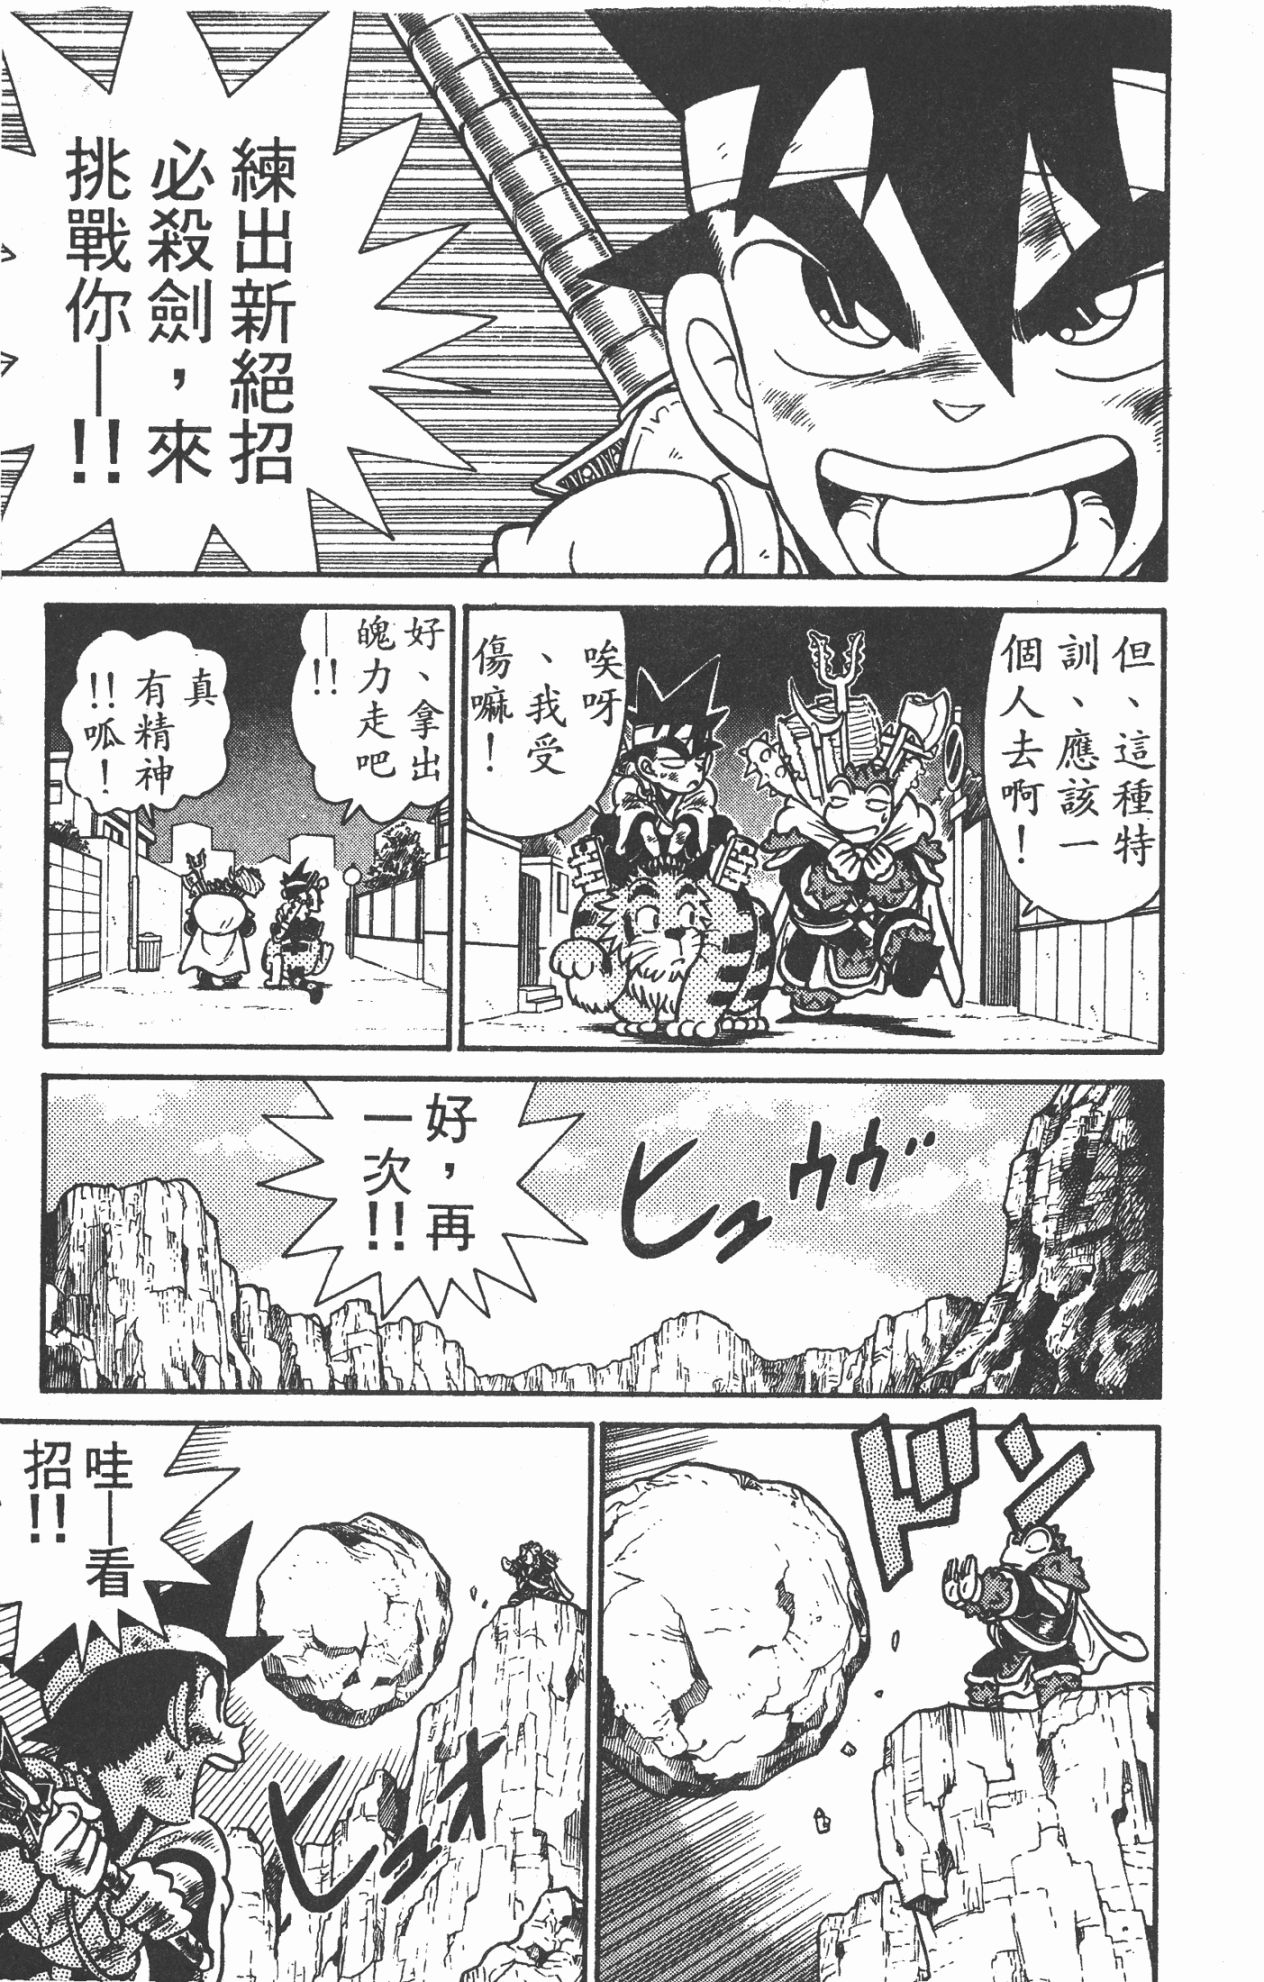 練出新絕招
必殺劍，來
挑戰你—!!
但、這種特
訓、應該一
個人去啊！
唉呀
、我受
傷嘛！
好、拿出
魄力走吧
—!!
真
有精神
!!呱！
好，再
一次!!
ヒュウウ‥
ドン
哇—看
招!!
ヒュオ